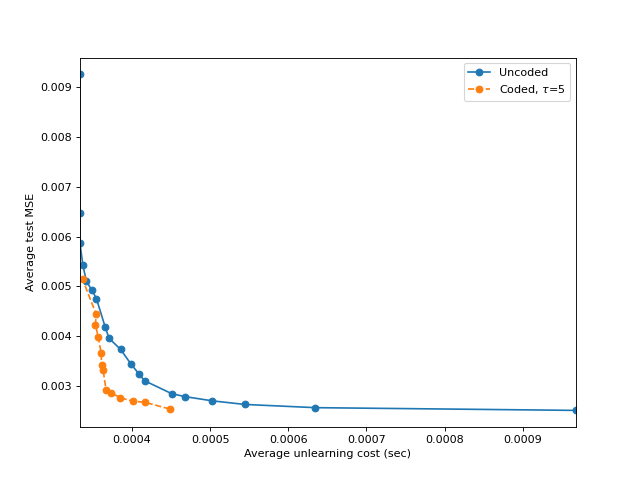 Uncoded
Coded, τ=5
0.009
0.008
0.007
0.006
0.005
0.004
0.003
Average test MSE
0.0004 0.0005 0.0006 0.0007 0.0008 0.0009
Average unlearning cost (sec)